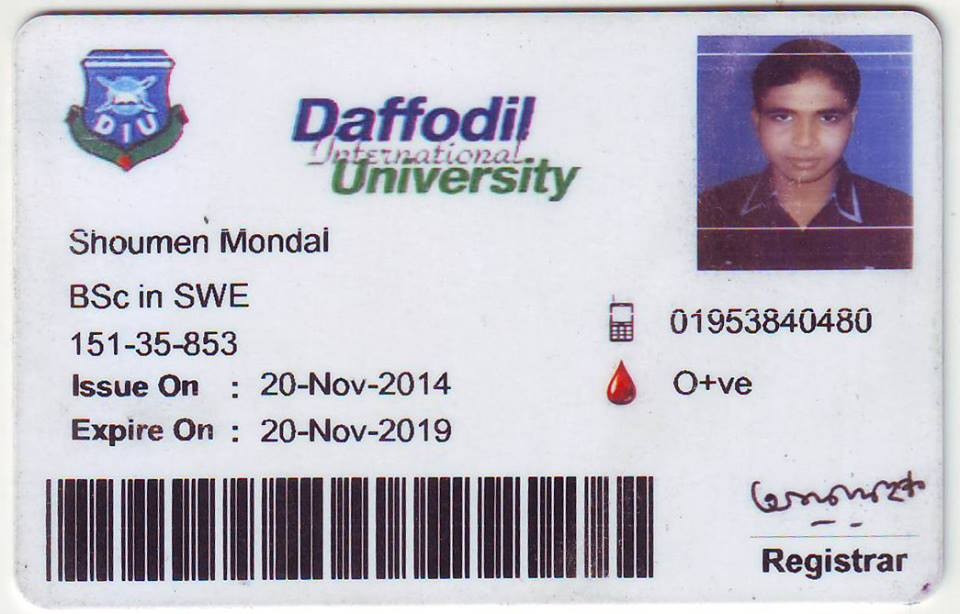 DIU
Daffodil
International
University
Shoumen Mondal
BSc in SWE
151-35-853
Issue On : 20-Nov-2014
Expire On : 20-Nov-2019
01953840480
O+ve
Registrar